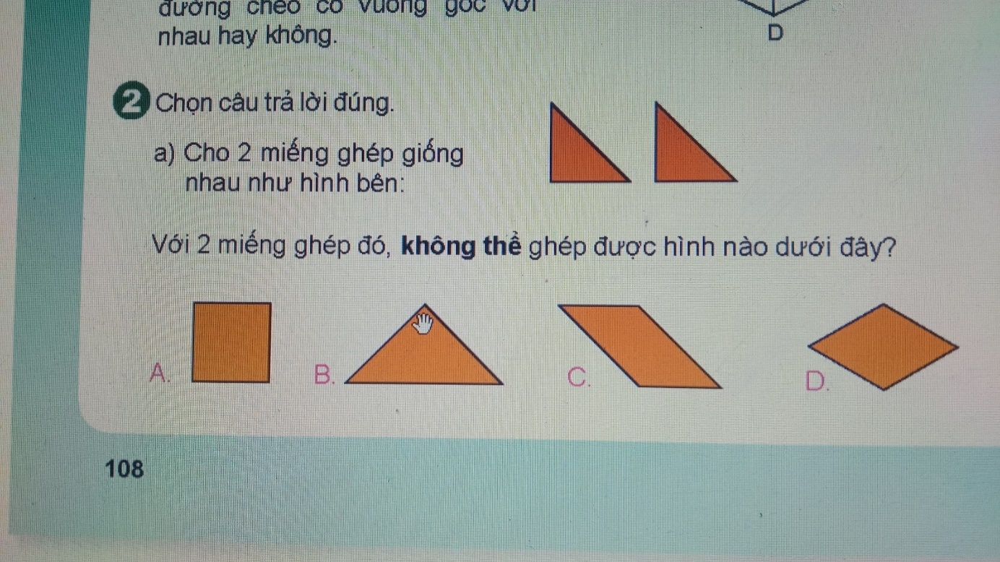 đường chéo có vuông góc với
nhau hay không.
D
2 Chọn câu trả lời đúng.
a) Cho 2 miếng ghép giống
nhau như hình bên:
Với 2 miếng ghép đó, không thể ghép được hình nào dưới đây?
A. B. C. D.
108